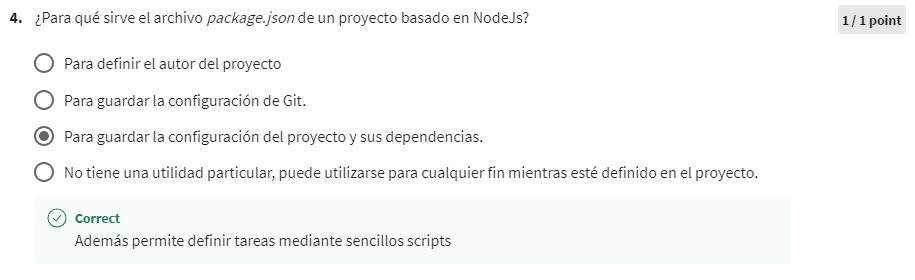 4. ¿Para qué sirve el archivo package.json de un proyecto basado en NodeJs?
1 / 1 point
Para definir el autor del proyecto
Para guardar la configuración de Git.
Para guardar la configuración del proyecto y sus dependencias.
No tiene una utilidad particular, puede utilizarse para cualquier fin mientras esté definido en el proyecto.
Correct
Además permite definir tareas mediante sencillos scripts